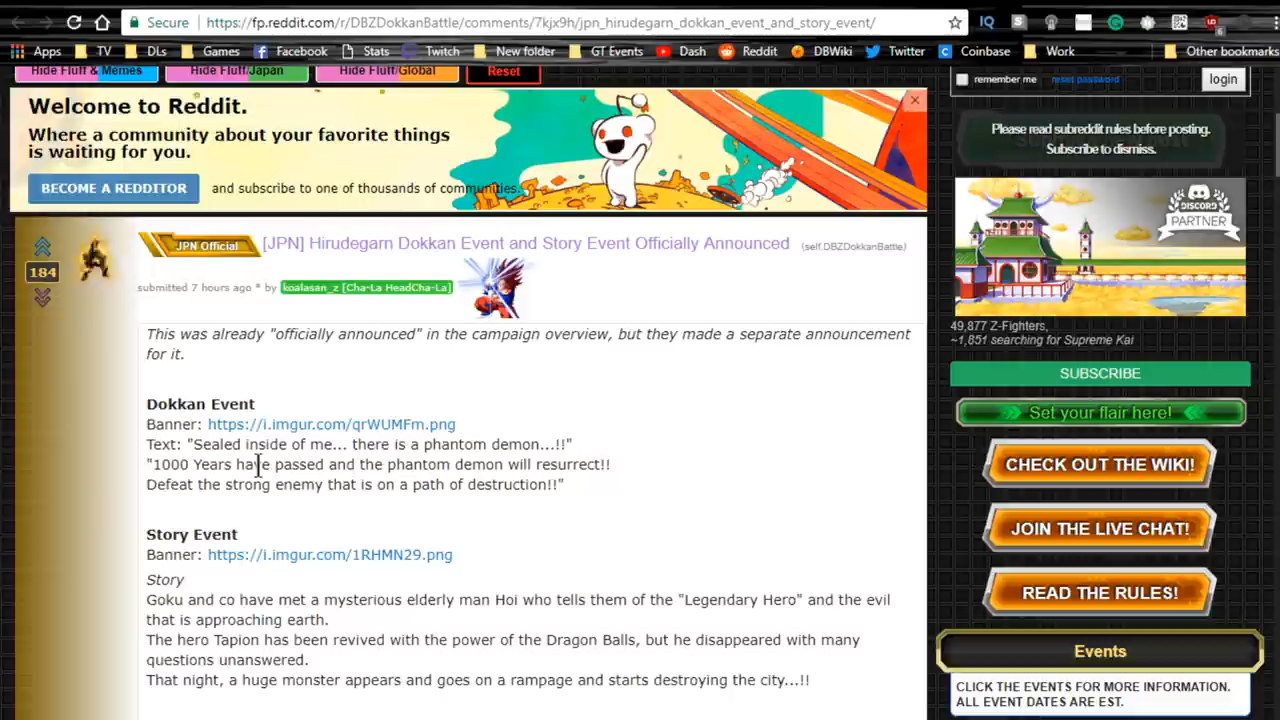 Secure
https://fp.reddit.com/r/DBZDokkanBattle/comments/7kjx9h/jpn_hirudegarn_dokkan_event_and_story_event/
IQ
6
Apps TV DLs Games Facebook Stats Twitch New folder GT Events Dash Reddit DBWiki Twitter Coinbase Work Other bookmarks
Hide Fluff & Memes Hide Fluff/Japan Hide Fluff/Global Reset
Welcome to Reddit.
Where a community about your favorite things
is waiting for you.
BECOME A REDDITOR and subscribe to one of thousands of communities.
184
JPN Official [JPN] Hirudegarn Dokkan Event and Story Event Officially Announced (self.DBZDokkanBattle)
submitted 7 hours ago * by koalasan_z [Cha-La HeadCha-La]
This was already "officially announced" in the campaign overview, but they made a separate announcement
for it.
Dokkan Event
Banner: https://i.imgur.com/qrWUMFm.png
Text: "Sealed inside of me... there is a phantom demon...!!"
"1000 Years have passed and the phantom demon will resurrect!!
Defeat the strong enemy that is on a path of destruction!!"
Story Event
Banner: https://i.imgur.com/1RHMN29.png
Story
Goku and co have met a mysterious elderly man Hoi who tells them of the "Legendary Hero" and the evil
that is approaching earth.
The hero Tapion has been revived with the power of the Dragon Balls, but he disappeared with many
questions unanswered.
That night, a huge monster appears and goes on a rampage and starts destroying the city...!!
remember me reset password login
Please read subreddit rules before posting.
Subscribe to dismiss.
DISCORD
PARTNER
49,877 Z-Fighters,
~1,851 searching for Supreme Kai
SUBSCRIBE
Set your flair here!
CHECK OUT THE WIKI!
JOIN THE LIVE CHAT!
READ THE RULES!
Events
CLICK THE EVENTS FOR MORE INFORMATION.
ALL EVENT DATES ARE EST.